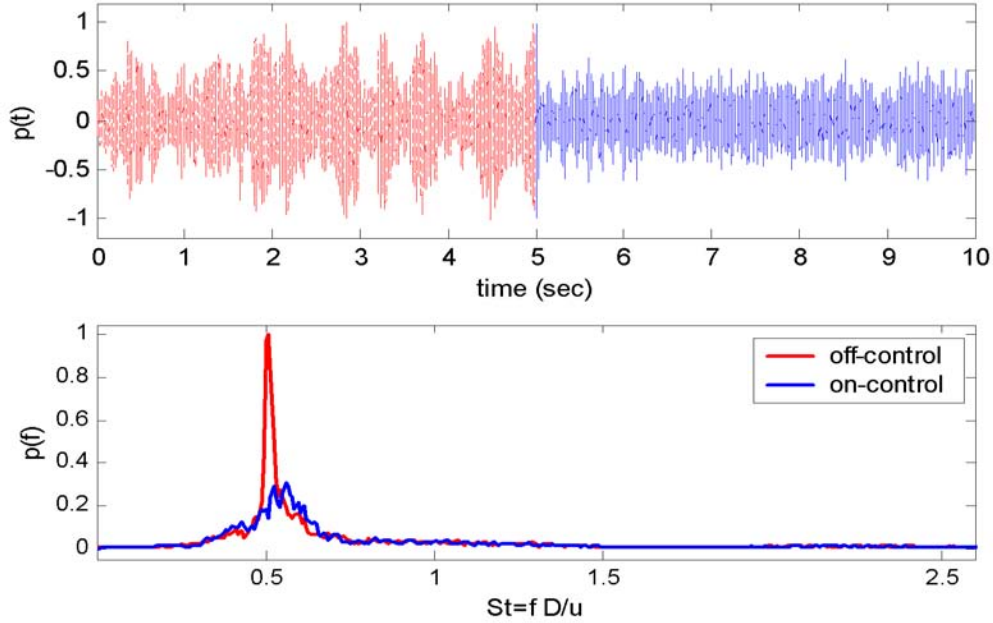 1
0.5
0
-0.5
-1
p(t)
0 1 2 3 4 5 6 7 8 9 10
time (sec)
1
0.8
0.6
0.4
0.2
0
p(f)
off-control
on-control
0.5 1 1.5 2.5
St=f D/u